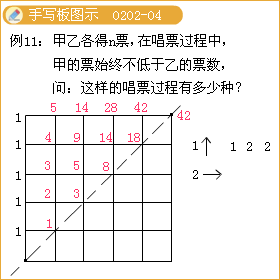 手写板图示 0202-04
例11: 甲乙各得n票,在唱票过程中,
甲的票始终不低于乙的票数,
问: 这样的唱票过程有多少种?
5 14 28 42
1 42
1 4 9 14 18 1↑ 1 2 2
1 3 5 8 2→
1 2 3
1 1